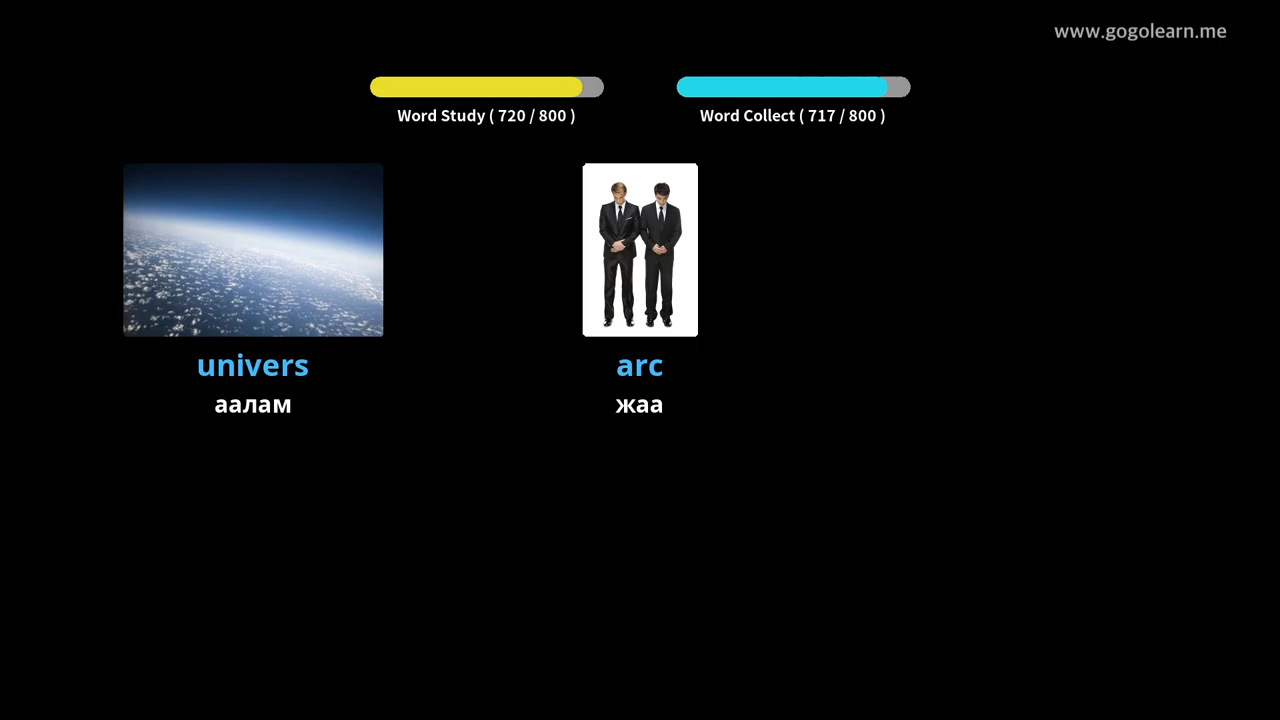 www.gogolearn.me
Word Study ( 720 / 800 )
Word Collect ( 717 / 800 )
univers
аалам
arc
жаа